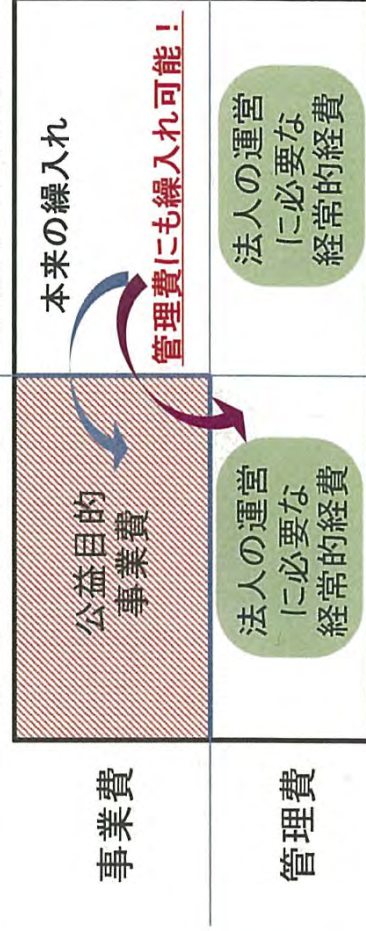 事業費
公益目的
事業費
本来の繰入れ
管理費にも繰入れ可能！
管理費
法人の運営
に必要な
経常的経費
法人の運営
に必要な
経常的経費